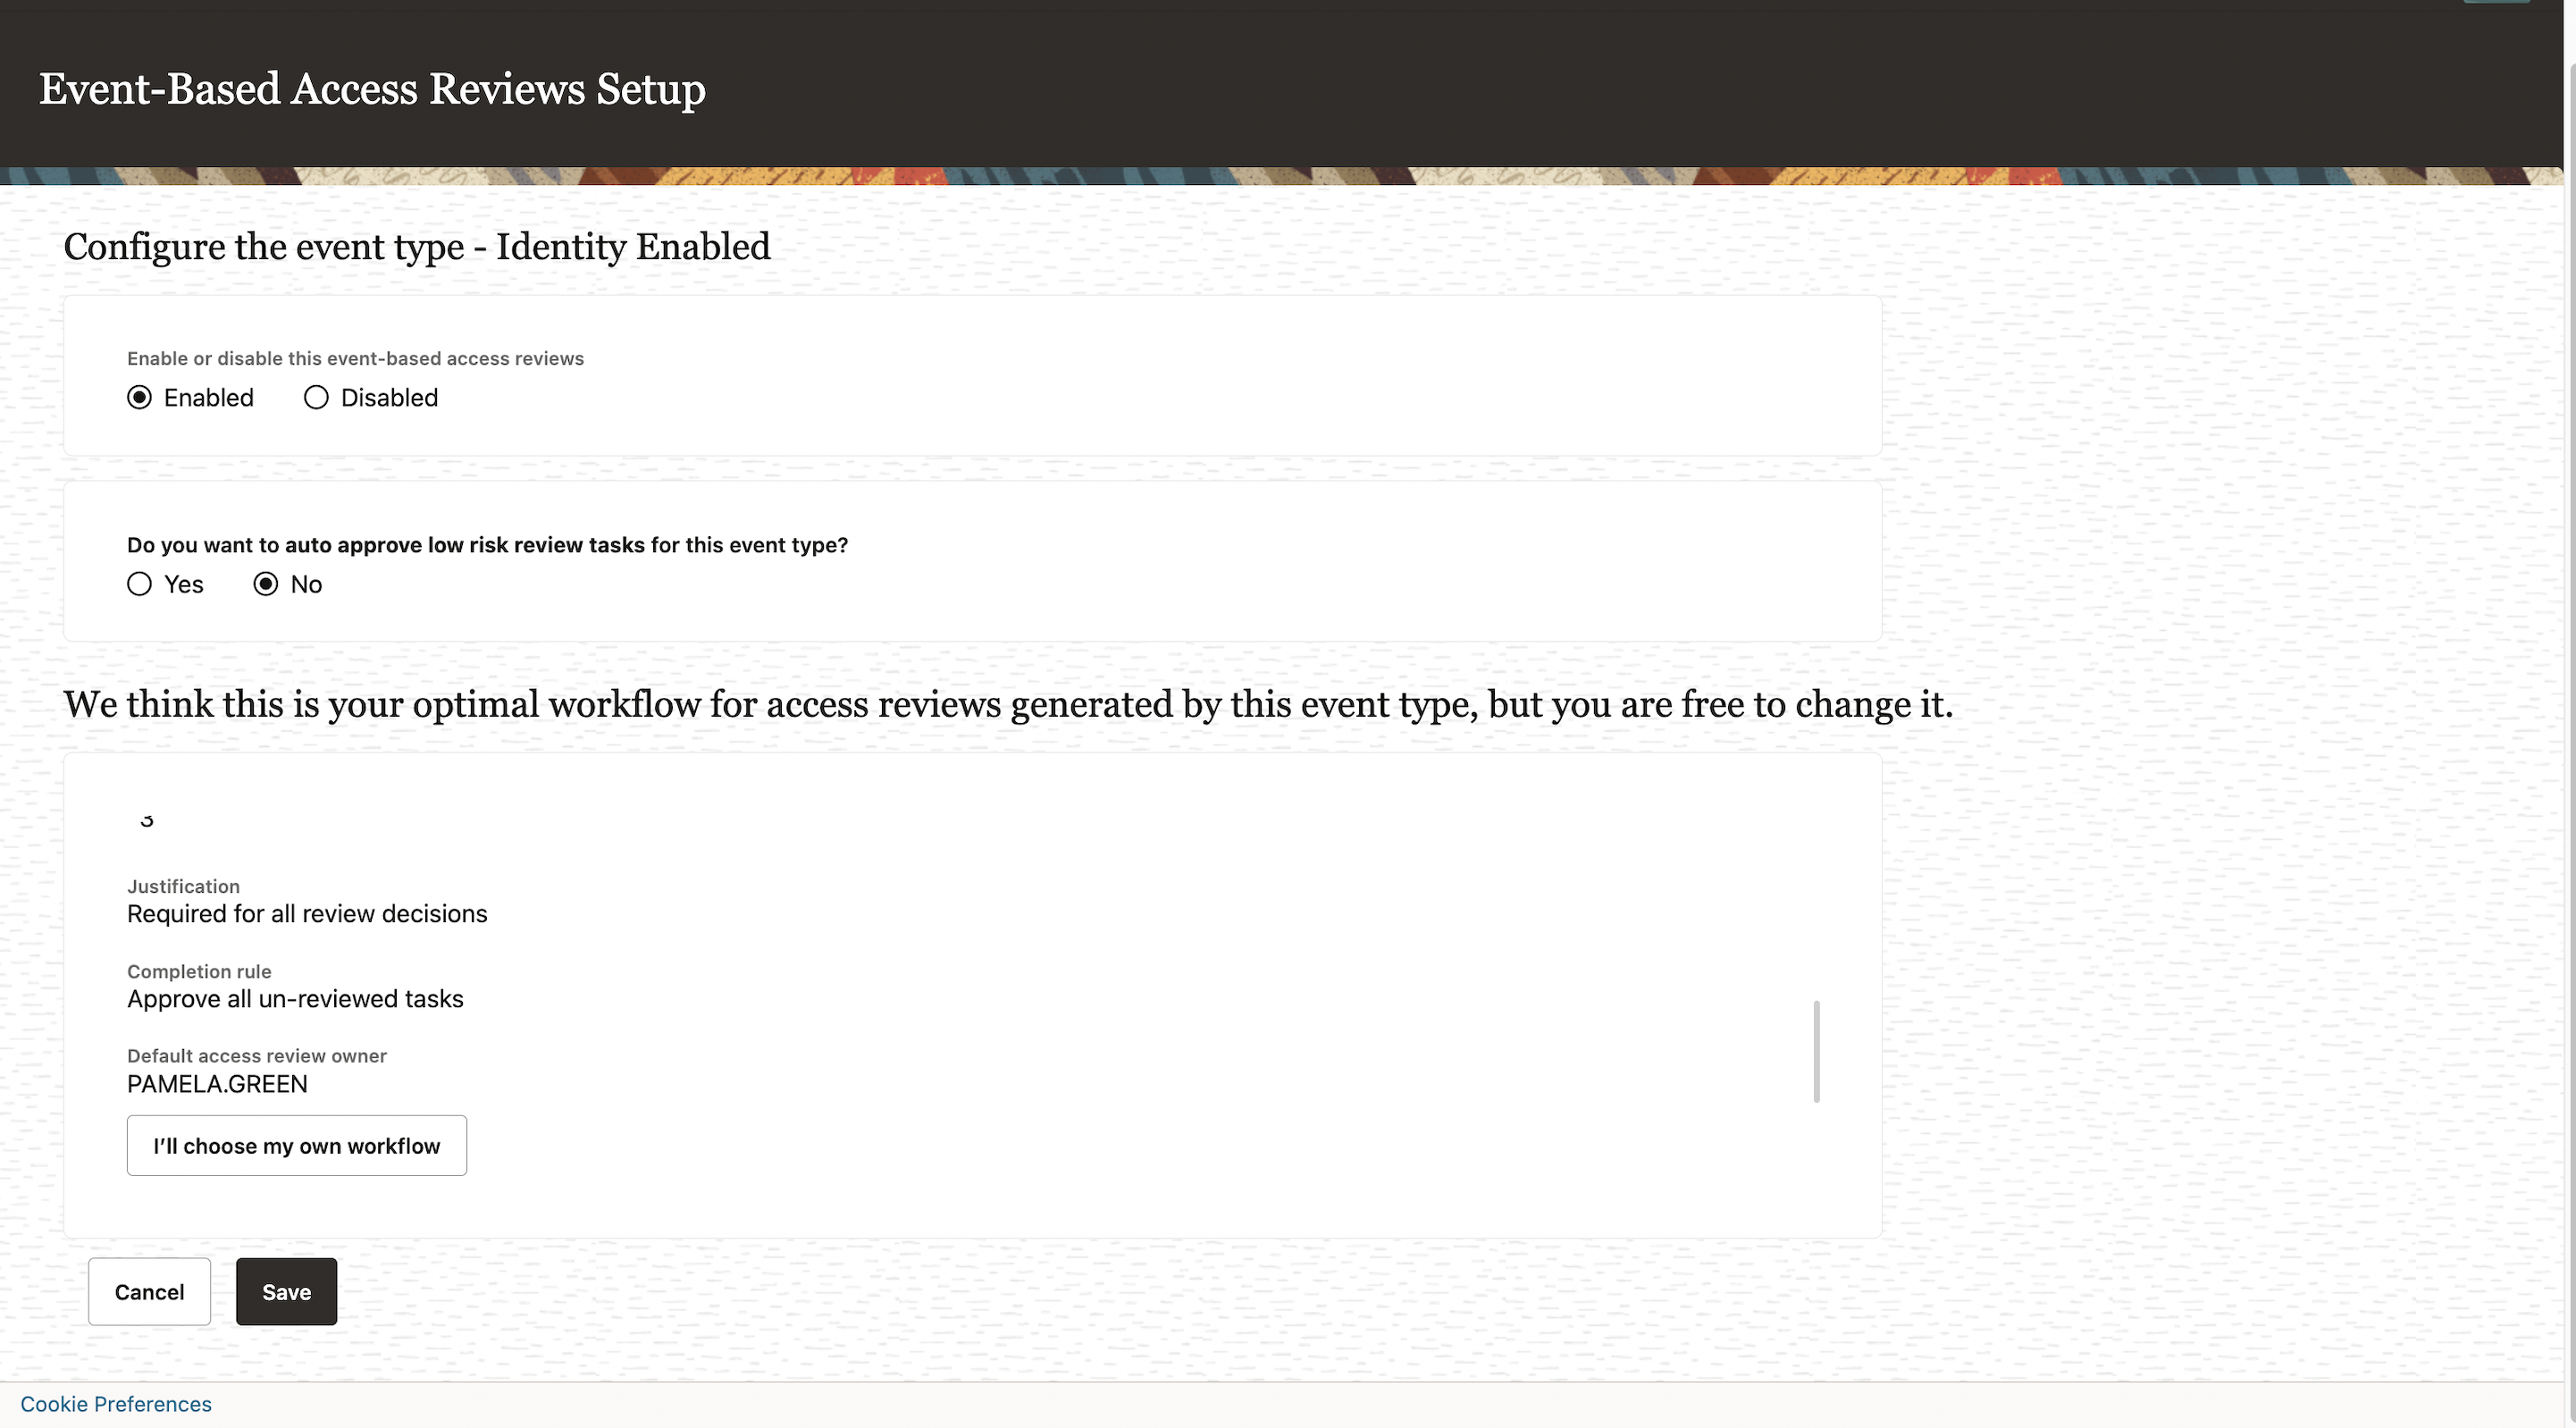 Event-Based Access Reviews Setup
Configure the event type - Identity Enabled
Enable or disable this event-based access reviews
Enabled Disabled
Do you want to auto approve low risk review tasks for this event type?
Yes No
We think this is your optimal workflow for access reviews generated by this event type, but you are free to change it.
3
Justification
Required for all review decisions
Completion rule
Approve all un-reviewed tasks
Default access review owner
PAMELA.GREEN
I'll choose my own workflow
Cancel Save
Cookie Preferences